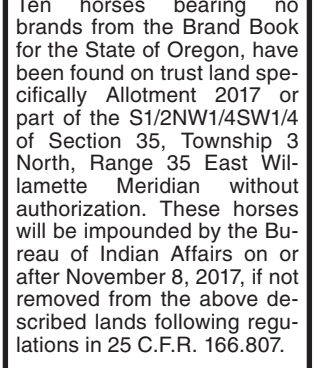 Ten horses bearing no
brands from the Brand Book
for the State of Oregon, have
been found on trust land spe-
cifically Allotment 2017 or
part of the S1/2NW1/4SW1/4
of Section 35, Township 3
North, Range 35 East Wil-
lamette Meridian without
authorization. These horses
will be impounded by the Bu-
reau of Indian Affairs on or
after November 8, 2017, if not
removed from the above de-
scribed lands following regu-
lations in 25 C.F.R. 166.807.